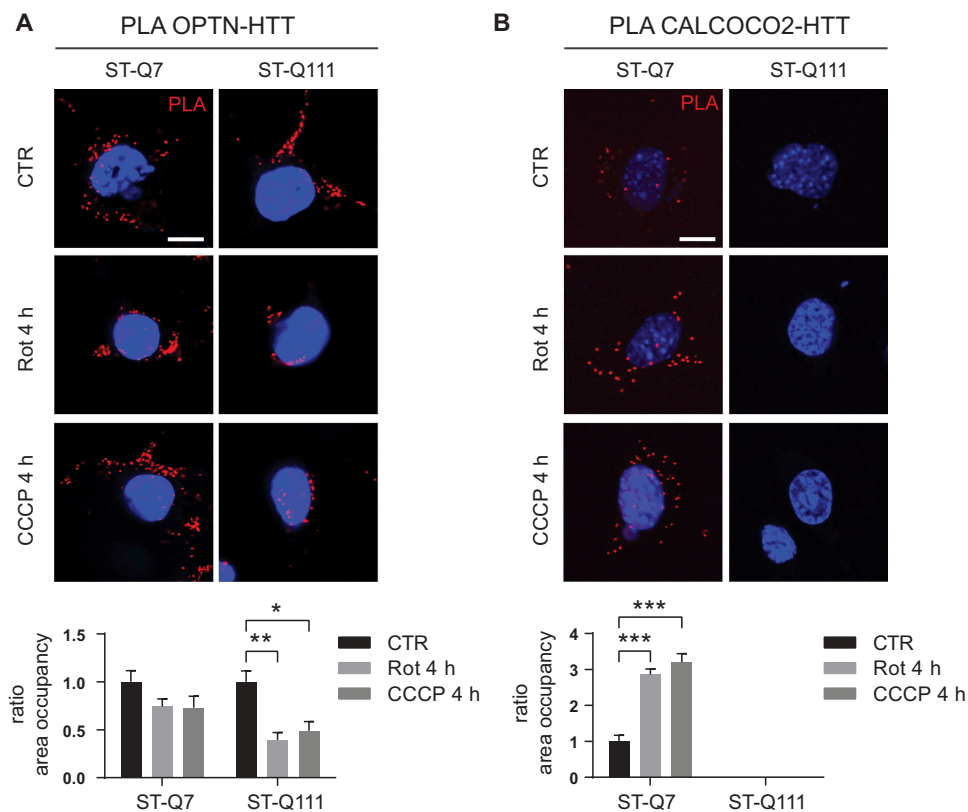 A
PLA OPTN-HTT
ST-Q7 ST-Q111
PLA
CTR
Rot 4 h
CCCP 4 h
ratio
area occupancy
1.5
1.0
0.5
0.0
*
**
CTR
Rot 4 h
CCCP 4 h
ST-Q7 ST-Q111
B
PLA CALCOCO2-HTT
ST-Q7 ST-Q111
PLA
CTR
Rot 4 h
CCCP 4 h
ratio
area occupancy
4
3
2
1
0
***
***
CTR
Rot 4 h
CCCP 4 h
ST-Q7 ST-Q111